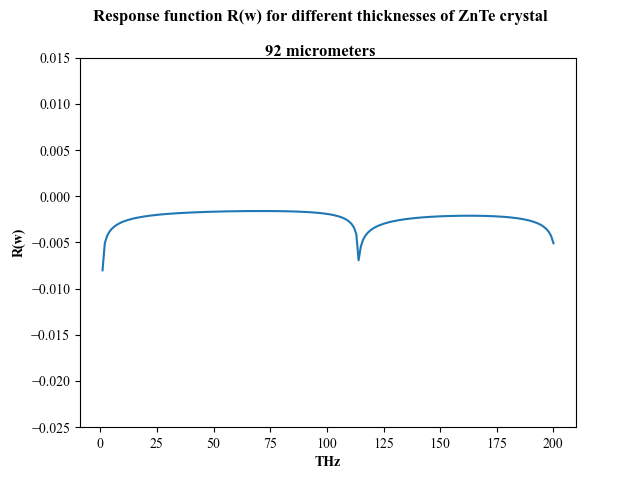 Response function R(w) for different thicknesses of ZnTe crystal
92 micrometers
0.015
0.010
0.005
0.000
−0.005
−0.010
−0.015
−0.020
−0.025
R(w)
0 25 50 75 100 125 150 175 200
THz